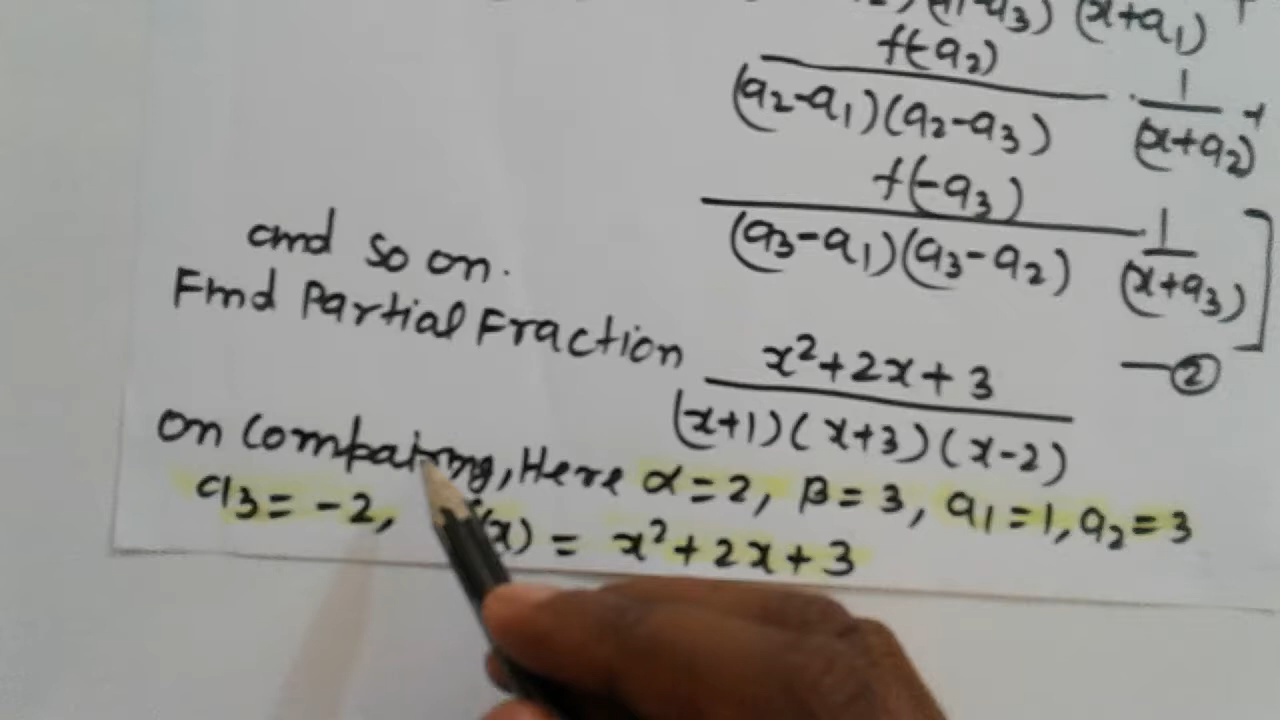 (x+a₁) +
f(-a₂)
(a₂-a₁)(a₂-a₃) · 1 (x+a₂) +
f(-a₃)
(a₃-a₁)(a₃-a₂) 1 (x+a₃) ]
and so on.
Find Partial Fraction x²+2x+3 —②
(x+1)(x+3)(x-2)
on Compairing, Here α=2, β=3, a₁=1, a₂=3
a₃=-2, f(x) = x²+2x+3